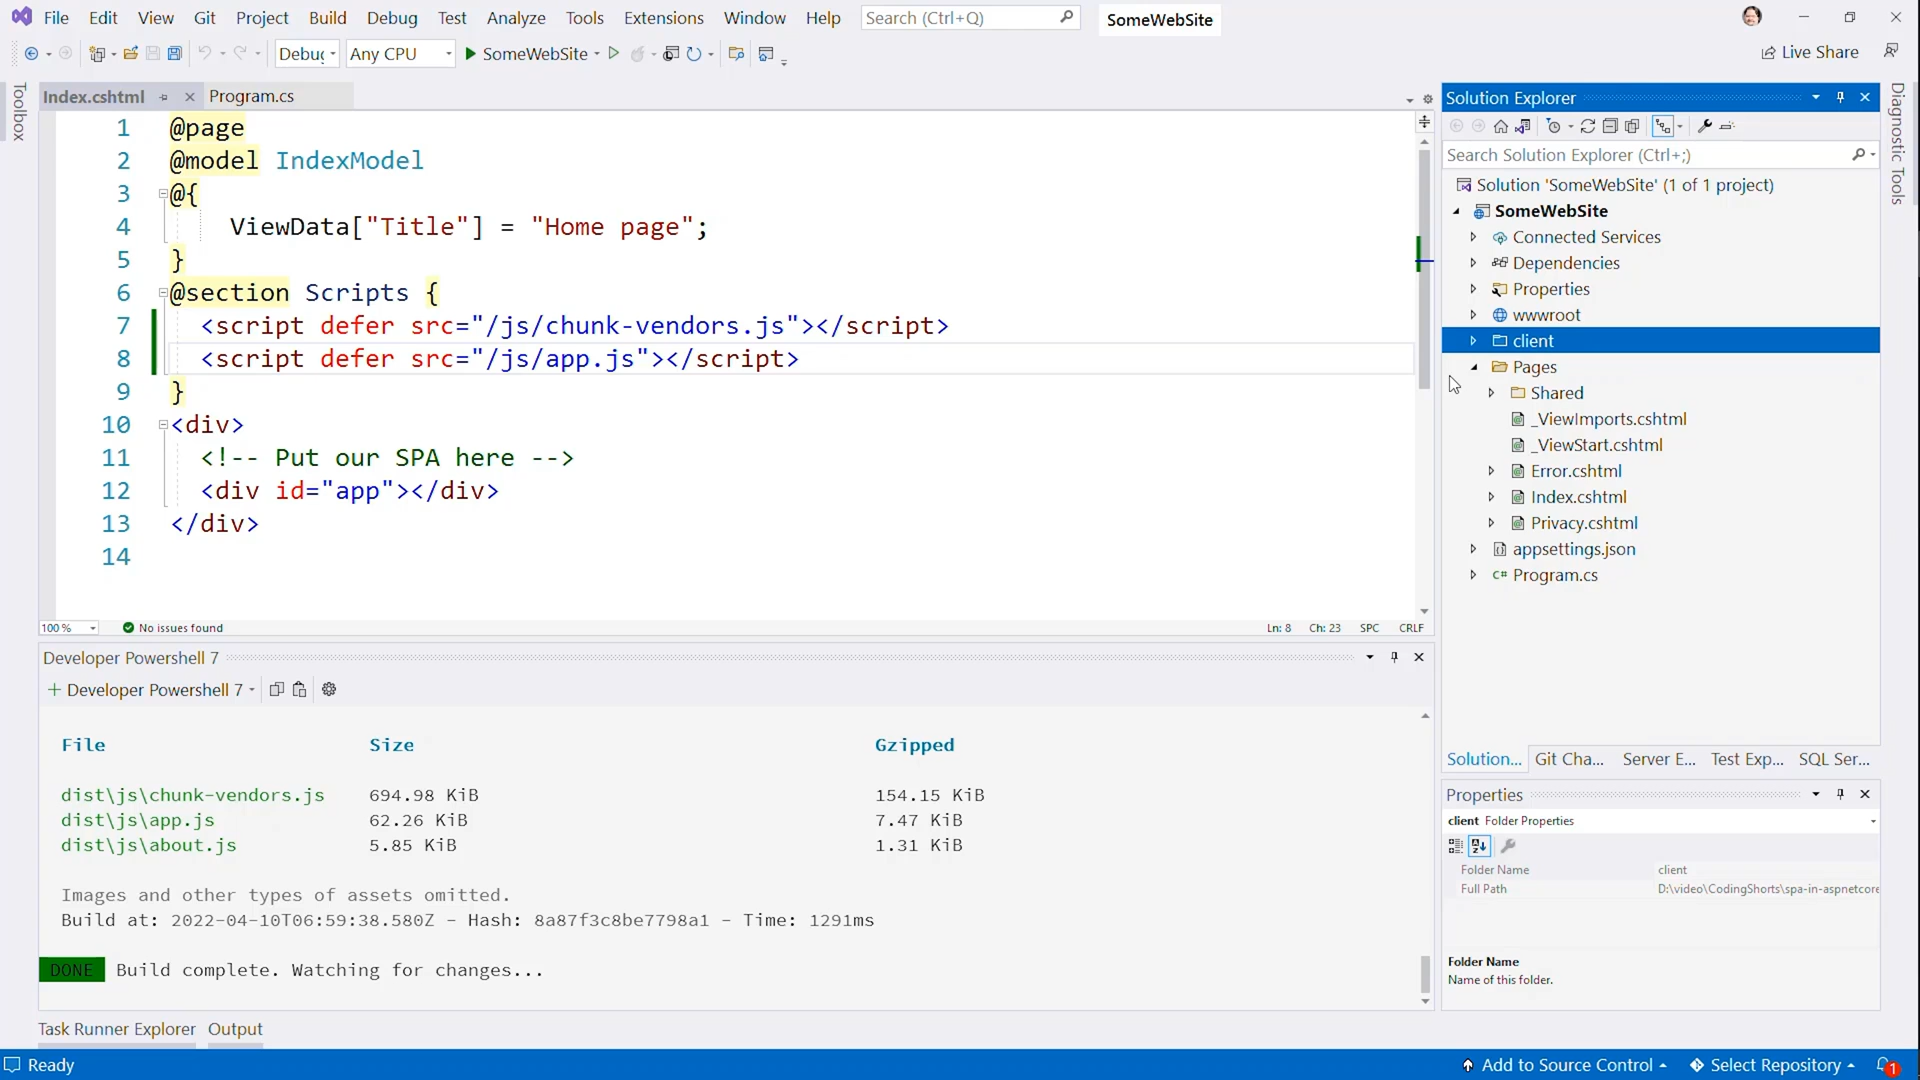 File Edit View Git Project Build Debug Test Analyze Tools Extensions Window Help Search (Ctrl+Q) SomeWebSite
Debug Any CPU SomeWebSite Live Share
Toolbox
Index.cshtml Program.cs
1 @page
2 @model IndexModel
3 @{
4 ViewData["Title"] = "Home page";
5 }
6 @section Scripts {
7 <script defer src="/js/chunk-vendors.js"></script>
8 <script defer src="/js/app.js"></script>
9 }
10 <div>
11 <!-- Put our SPA here -->
12 <div id="app"></div>
13 </div>
14
100 % No issues found Ln: 8 Ch: 23 SPC CRLF
Developer Powershell 7
+ Developer Powershell 7
File Size Gzipped
dist\js\chunk-vendors.js 694.98 KiB 154.15 KiB
dist\js\app.js 62.26 KiB 7.47 KiB
dist\js\about.js 5.85 KiB 1.31 KiB
Images and other types of assets omitted.
Build at: 2022-04-10T06:59:38.580Z - Hash: 8a87f3c8be7798a1 - Time: 1291ms
DONE Build complete. Watching for changes...
Task Runner Explorer Output
Solution Explorer
Search Solution Explorer (Ctrl+;)
Solution 'SomeWebSite' (1 of 1 project)
SomeWebSite
Connected Services
Dependencies
Properties
wwwroot
client
Pages
Shared
_ViewImports.cshtml
_ViewStart.cshtml
Error.cshtml
Index.cshtml
Privacy.cshtml
appsettings.json
C# Program.cs
Solution... Git Cha... Server E... Test Exp... SQL Ser...
Properties
client Folder Properties
Folder Name client
Full Path D:\video\CodingShorts\spa-in-aspnetcore
Folder Name
Name of this folder.
Diagnostic Tools
Ready Add to Source Control Select Repository 1